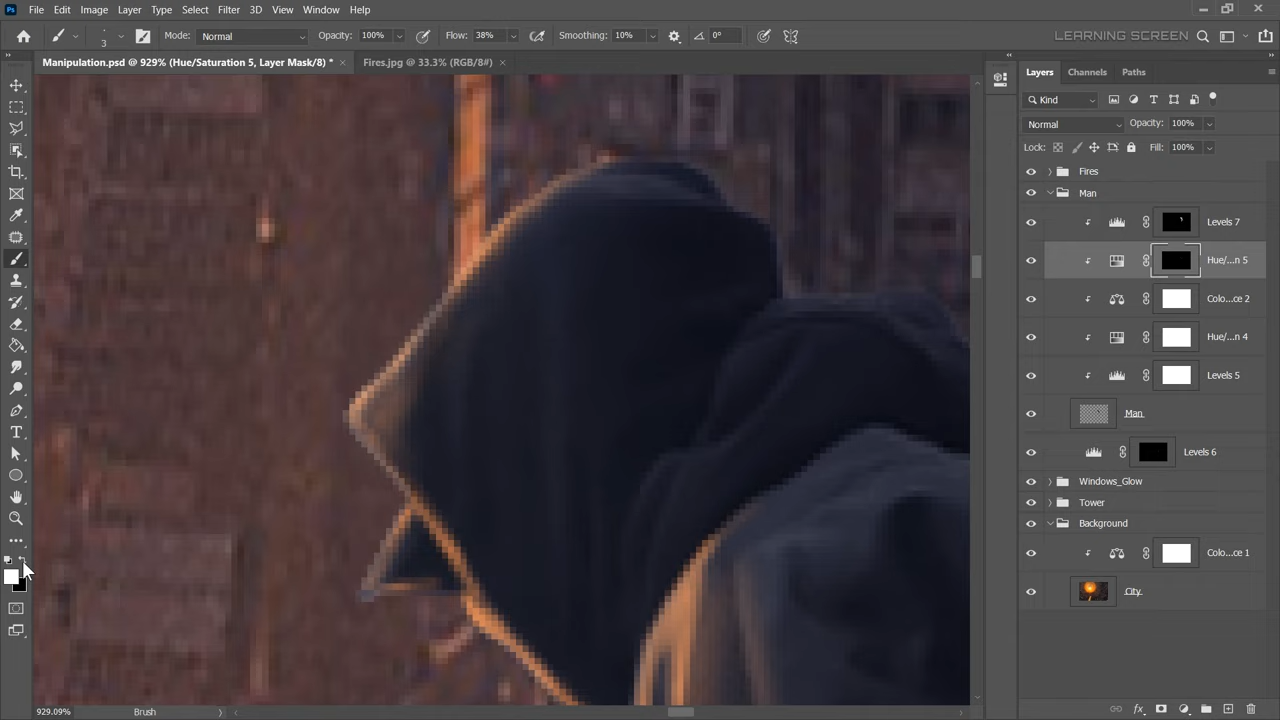 Ps File Edit Image Layer Type Select Filter 3D View Window Help
3 Mode: Normal Opacity: 100% Flow: 38% Smoothing: 10% 0° LEARNING SCREEN
Manipulation.psd @ 929% (Hue/Saturation 5, Layer Mask/8) * Fires.jpg @ 33.3% (RGB/8#)
Layers Channels Paths
Kind
Normal Opacity: 100%
Lock: Fill: 100%
Fires
Man
Levels 7
Hue/...n 5
Colo...ce 2
Hue/...n 4
Levels 5
Man
Levels 6
Windows_Glow
Tower
Background
Colo...ce 1
City
929.09% Brush